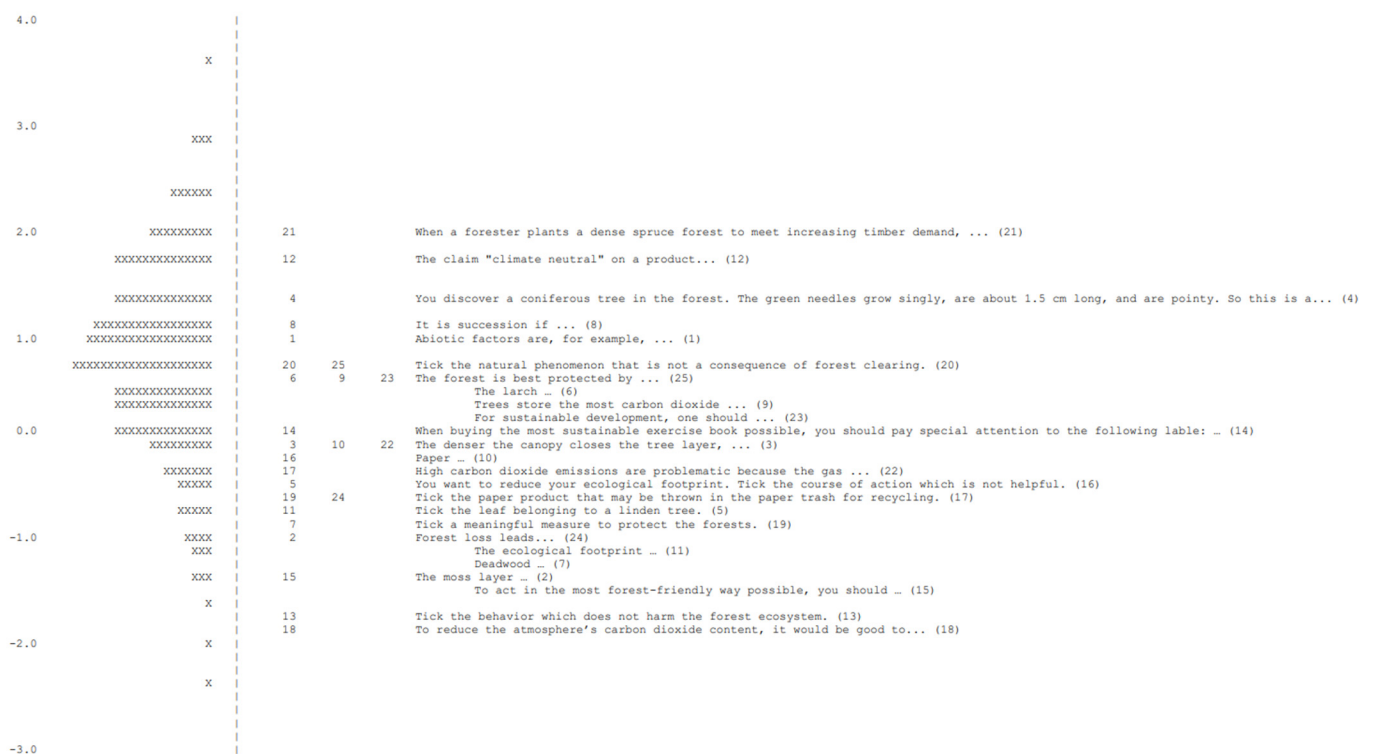 4.0
X
3.0
XXX
XXXXXX
2.0 XXXXXXXXX 21 When a forester plants a dense spruce forest to meet increasing timber demand, ... (21)
XXXXXXXXXXXXXX 12 The claim "climate neutral" on a product... (12)
XXXXXXXXXXXXXX 4 You discover a coniferous tree in the forest. The green needles grow singly, are about 1.5 cm long, and are pointy. So this is a... (4)
XXXXXXXXXXXXXXXXX 8 It is succession if ... (8)
1.0 XXXXXXXXXXXXXXXXXX 1 Abiotic factors are, for example, ... (1)
XXXXXXXXXXXXXXXXXXXX 20 25 Tick the natural phenomenon that is not a consequence of forest clearing. (20)
6 9 23 The forest is best protected by ... (25)
XXXXXXXXXXXXXX The larch … (6)
XXXXXXXXXXXXXX Trees store the most carbon dioxide ... (9)
For sustainable development, one should ... (23)
0.0 XXXXXXXXXXXXXX 14 When buying the most sustainable exercise book possible, you should pay special attention to the following lable: … (14)
XXXXXXXXX 3 10 22 The denser the canopy closes the tree layer, ... (3)
16 Paper … (10)
XXXXXXX 17 High carbon dioxide emissions are problematic because the gas ... (22)
XXXXX 5 You want to reduce your ecological footprint. Tick the course of action which is not helpful. (16)
19 24 Tick the paper product that may be thrown in the paper trash for recycling. (17)
XXXXX 11 Tick the leaf belonging to a linden tree. (5)
7 Tick a meaningful measure to protect the forests. (19)
-1.0 XXXX 2 Forest loss leads... (24)
XXX The ecological footprint … (11)
Deadwood … (7)
XXX 15 The moss layer … (2)
To act in the most forest-friendly way possible, you should … (15)
X
13 Tick the behavior which does not harm the forest ecosystem. (13)
18 To reduce the atmosphere's carbon dioxide content, it would be good to... (18)
-2.0 X
X
-3.0